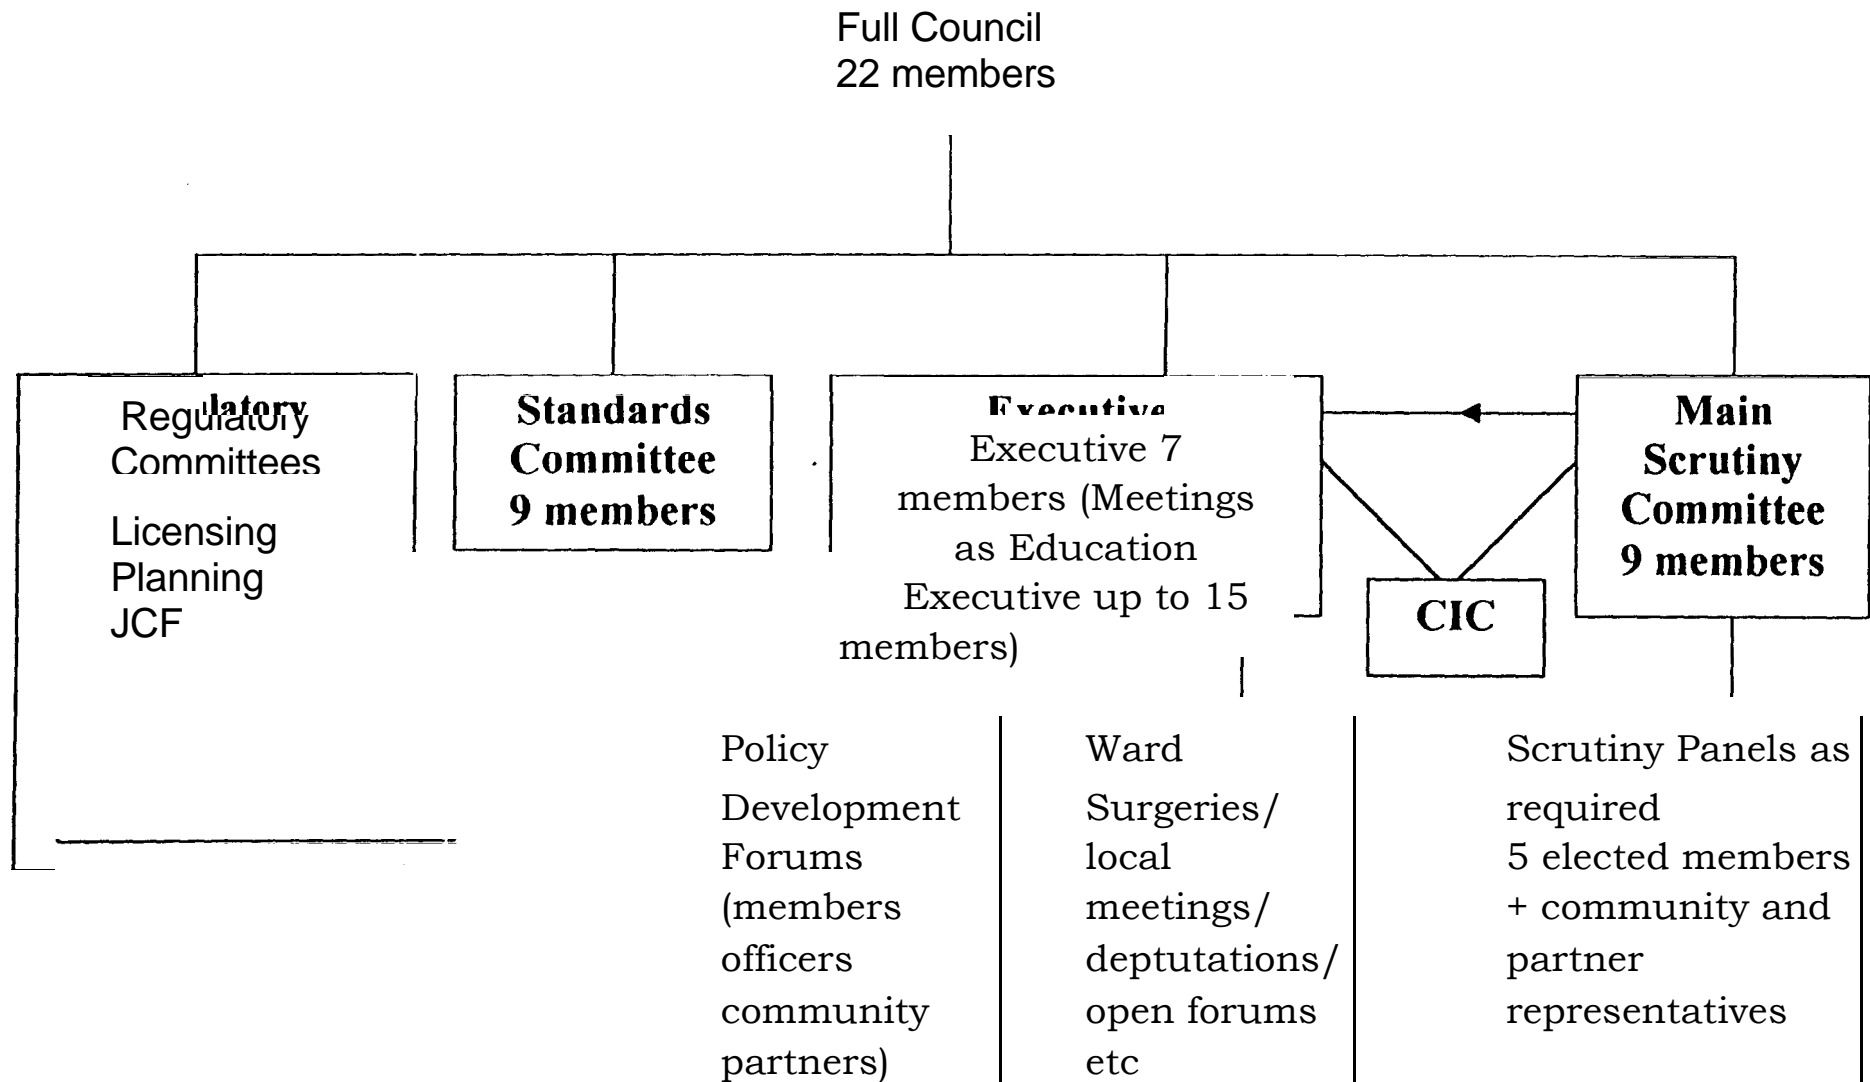 Full Council
22 members
Regulatory
Committees
Licensing
Planning
JCF
Standards
Committee
9 members
Executive
Executive 7
members (Meetings
as Education
Executive up to 15
members)
Main
Scrutiny
Committee
9 members
CIC
Policy
Development
Forums
(members
officers
community
partners)
Ward
Surgeries/
local
meetings/
deptutations/
open forums
etc
Scrutiny Panels as
required
5 elected members
+ community and
partner
representatives